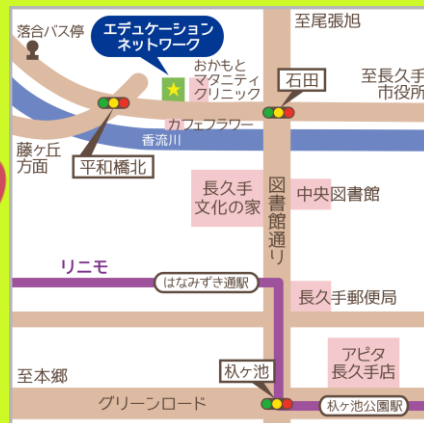 至尾張旭
落合バス停
エデュケーション
ネットワーク
おかもと
マタニティ
クリニック
石田
至長久手
市役所
カフェフラワー
香流川
藤ヶ丘
方面
平和橋北
長久手
文化の家
図書館通り
中央図書館
リニモ
はなみずき通駅
長久手郵便局
アピタ
長久手店
至本郷
杁ヶ池
グリーンロード
杁ヶ池公園駅